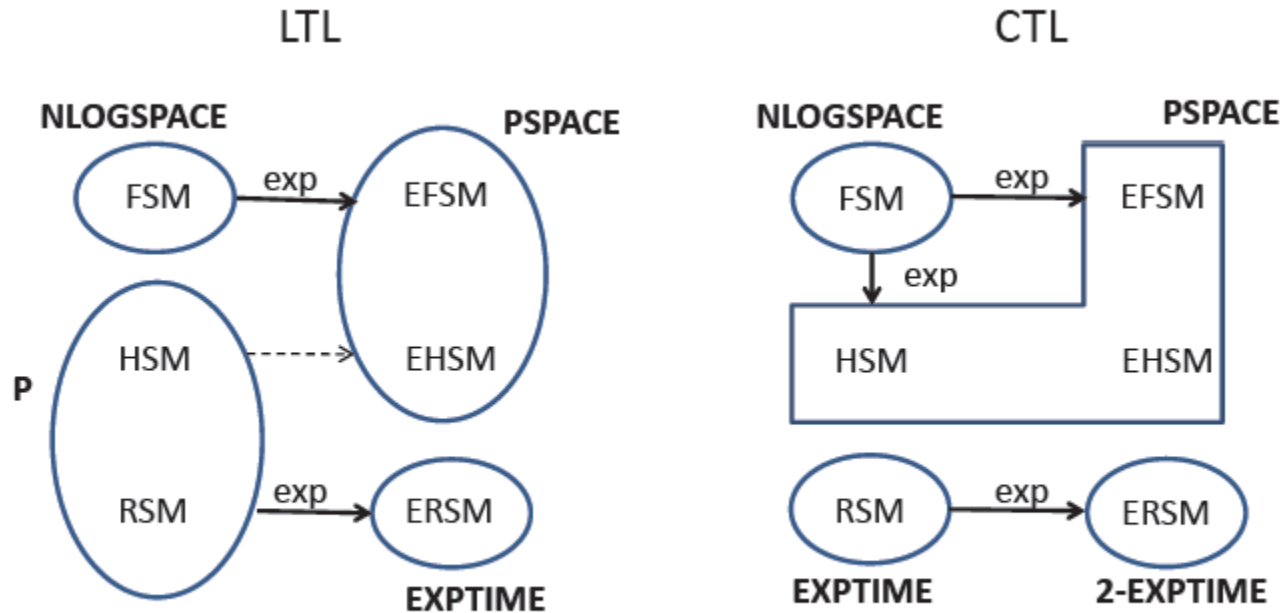 LTL
NLOGSPACE
PSPACE
FSM
exp
EFSM
HSM
EHSM
P
RSM
exp
ERSM
EXPTIME
CTL
NLOGSPACE
PSPACE
FSM
exp
EFSM
exp
HSM
EHSM
RSM
exp
ERSM
EXPTIME
2-EXPTIME